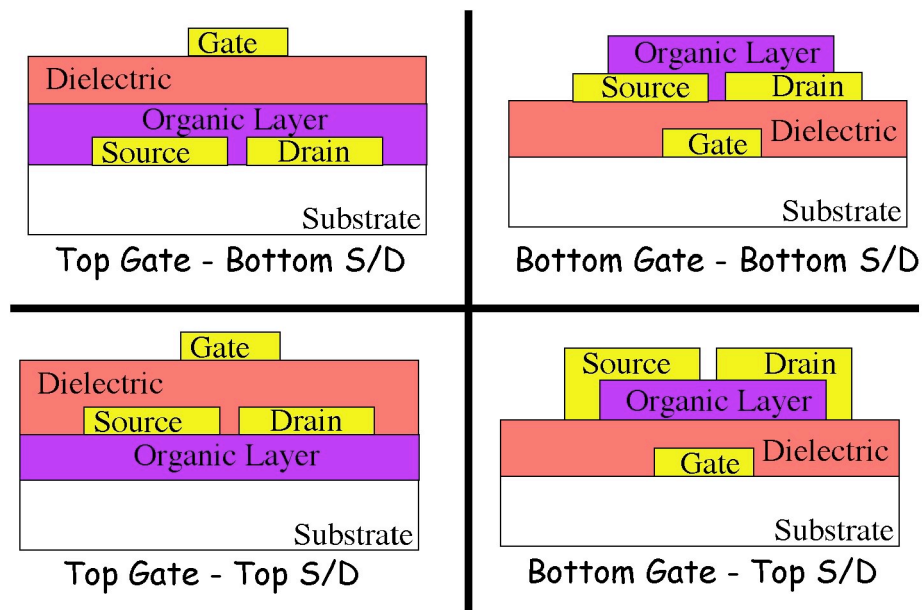 Gate
Dielectric
Organic Layer
Source Drain
Substrate
Top Gate - Bottom S/D
Organic Layer
Source Drain
Dielectric
Gate
Substrate
Bottom Gate - Bottom S/D
Gate
Dielectric
Source Drain
Organic Layer
Substrate
Top Gate - Top S/D
Source Drain
Organic Layer
Dielectric
Gate
Substrate
Bottom Gate - Top S/D